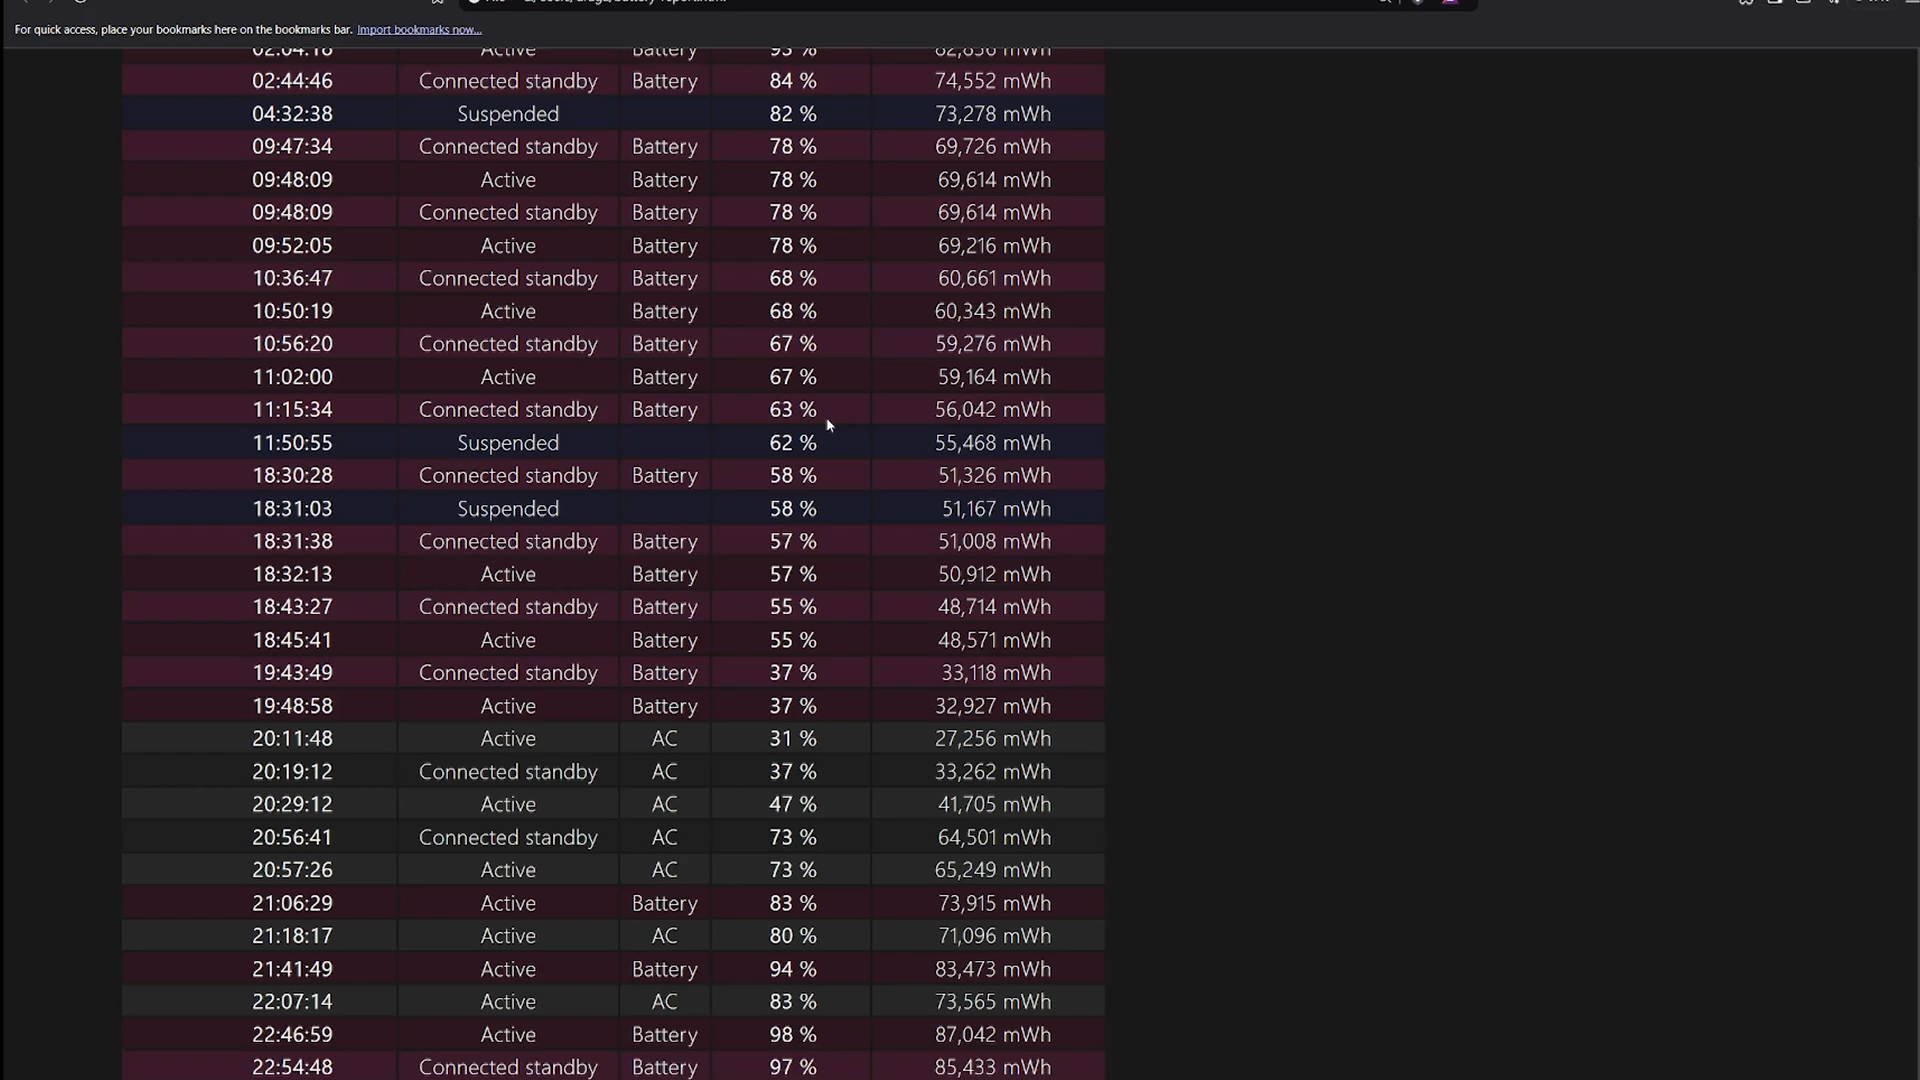 For quick access, place your bookmarks here on the bookmarks bar. Import bookmarks now...
02:04:16 Active Battery 93 % 82,836 mWh
02:44:46 Connected standby Battery 84 % 74,552 mWh
04:32:38 Suspended 82 % 73,278 mWh
09:47:34 Connected standby Battery 78 % 69,726 mWh
09:48:09 Active Battery 78 % 69,614 mWh
09:48:09 Connected standby Battery 78 % 69,614 mWh
09:52:05 Active Battery 78 % 69,216 mWh
10:36:47 Connected standby Battery 68 % 60,661 mWh
10:50:19 Active Battery 68 % 60,343 mWh
10:56:20 Connected standby Battery 67 % 59,276 mWh
11:02:00 Active Battery 67 % 59,164 mWh
11:15:34 Connected standby Battery 63 % 56,042 mWh
11:50:55 Suspended 62 % 55,468 mWh
18:30:28 Connected standby Battery 58 % 51,326 mWh
18:31:03 Suspended 58 % 51,167 mWh
18:31:38 Connected standby Battery 57 % 51,008 mWh
18:32:13 Active Battery 57 % 50,912 mWh
18:43:27 Connected standby Battery 55 % 48,714 mWh
18:45:41 Active Battery 55 % 48,571 mWh
19:43:49 Connected standby Battery 37 % 33,118 mWh
19:48:58 Active Battery 37 % 32,927 mWh
20:11:48 Active AC 31 % 27,256 mWh
20:19:12 Connected standby AC 37 % 33,262 mWh
20:29:12 Active AC 47 % 41,705 mWh
20:56:41 Connected standby AC 73 % 64,501 mWh
20:57:26 Active AC 73 % 65,249 mWh
21:06:29 Active Battery 83 % 73,915 mWh
21:18:17 Active AC 80 % 71,096 mWh
21:41:49 Active Battery 94 % 83,473 mWh
22:07:14 Active AC 83 % 73,565 mWh
22:46:59 Active Battery 98 % 87,042 mWh
22:54:48 Connected standby Battery 97 % 85,433 mWh